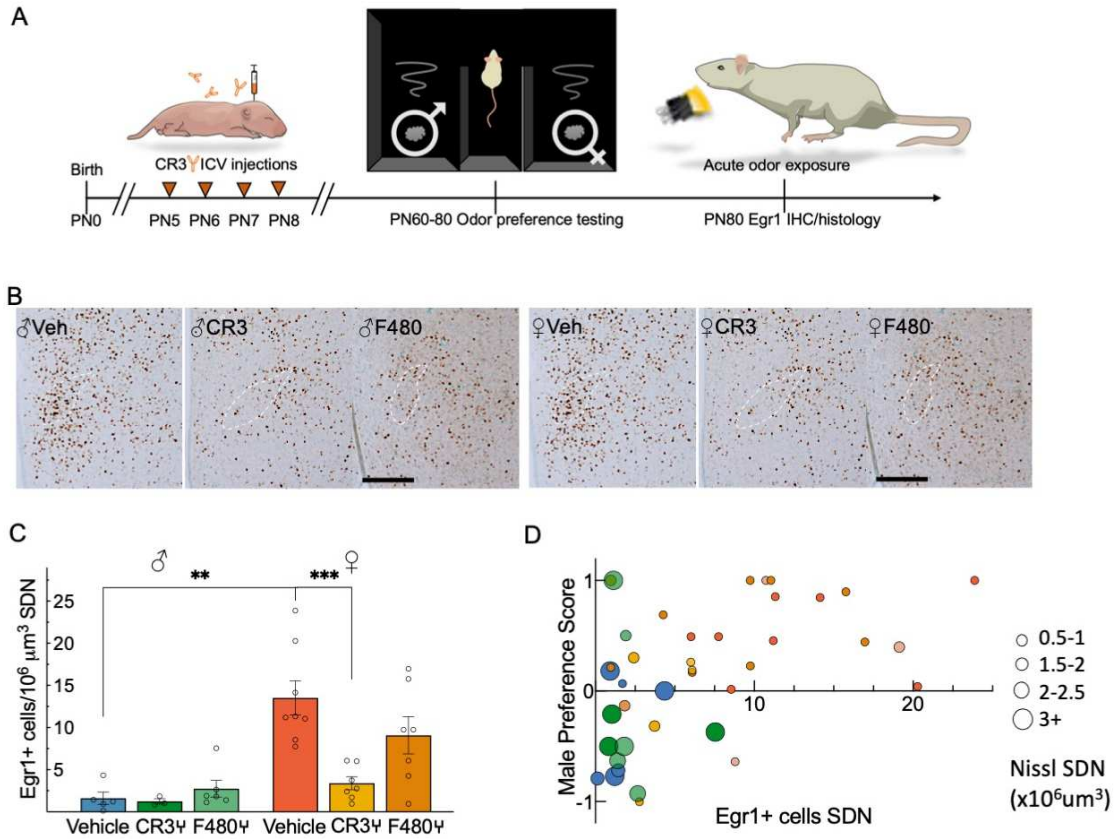 A
CR3 ICV injections
Acute odor exposure
Birth
PN0
PN5
PN6
PN7
PN8
PN60-80 Odor preference testing
PN80 Egr1 IHC/histology
B
♂Veh
♂CR3
♂F480
♀Veh
♀CR3
♀F480
C
♂
♀
**
***
Egr1+ cells/10⁶ μm³ SDN
25
20
15
10
5
Vehicle
CR3
F480
Vehicle
CR3
F480
D
Male Preference Score
1
0
-1
10
20
Egr1+ cells SDN
0.5-1
1.5-2
2-2.5
3+
Nissl SDN
(x10⁶um³)